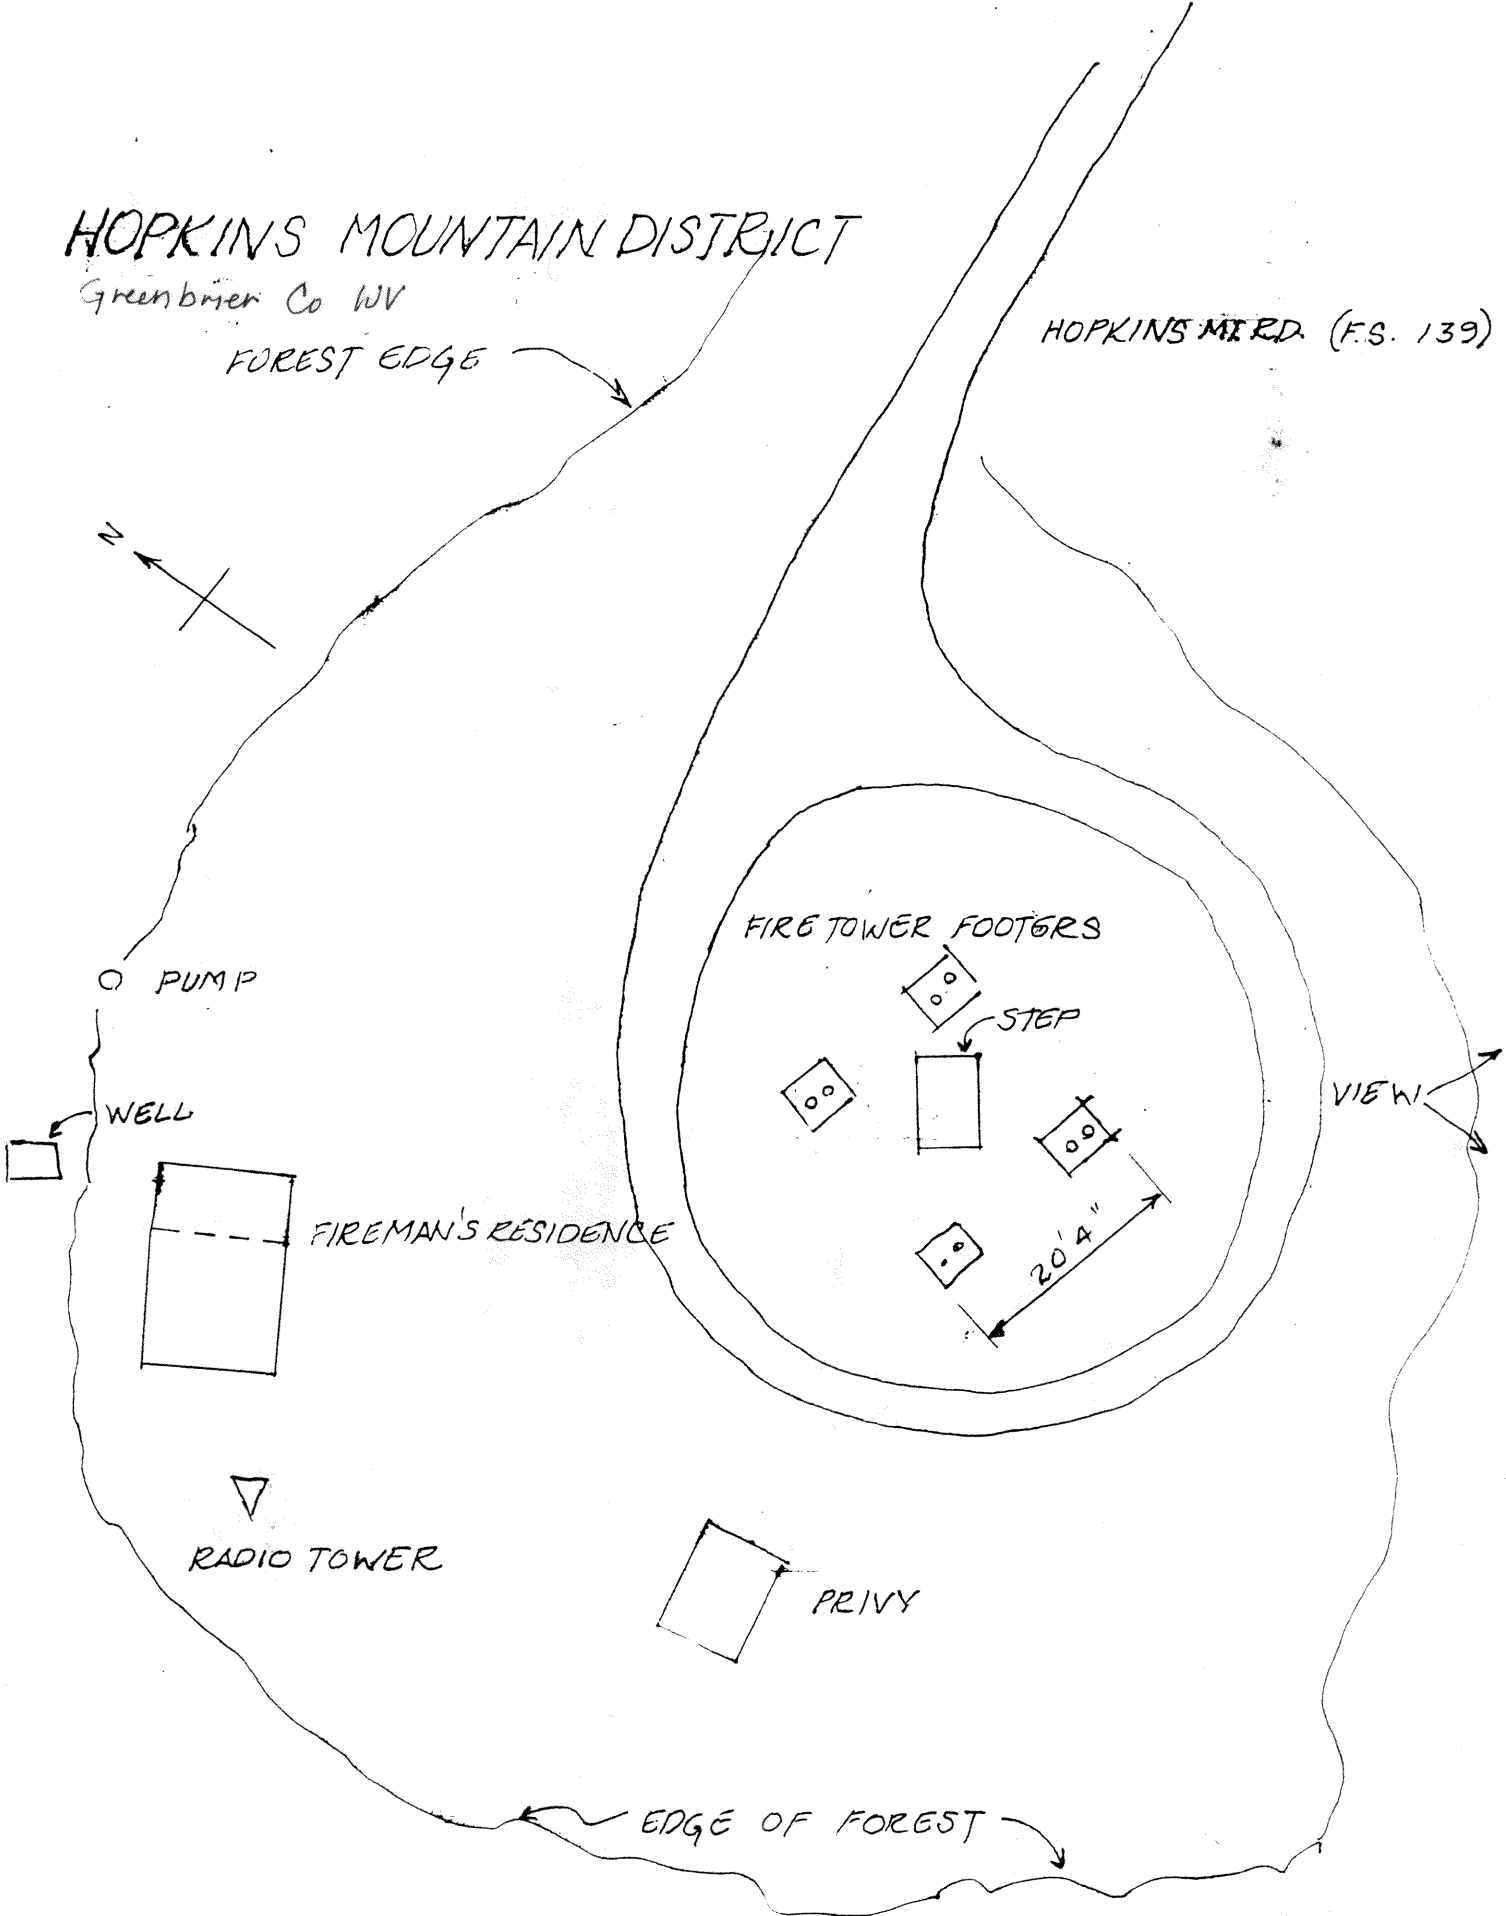 HOPKINS MOUNTAIN DISTRICT
Greenbrier Co WV
HOPKINS MT RD. (F.S. 139)
FOREST EDGE
N
FIRE TOWER FOOTERS
PUMP
STEP
VIEW
WELL
FIREMAN'S RESIDENCE
20'4"
RADIO TOWER
PRIVY
EDGE OF FOREST